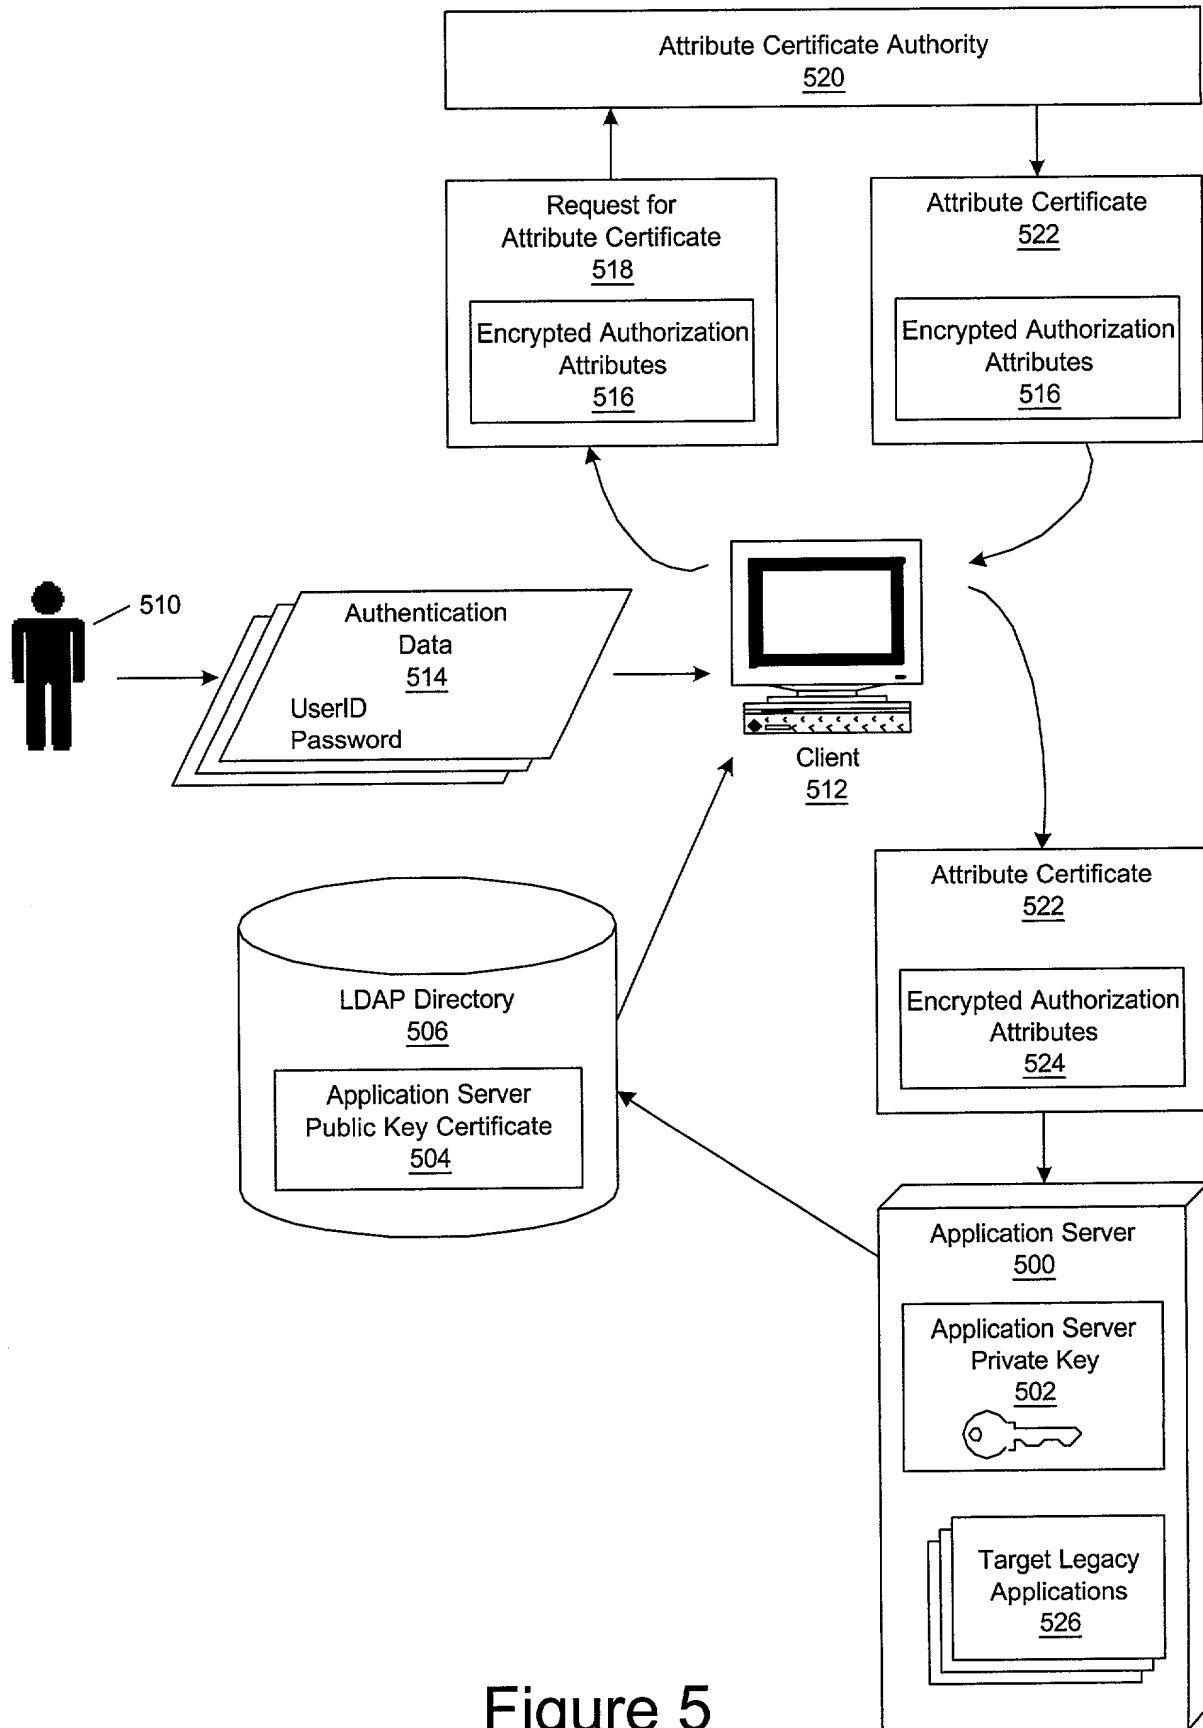 Attribute Certificate Authority
520
Request for
Attribute Certificate
518
Encrypted Authorization
Attributes
516
Attribute Certificate
522
Encrypted Authorization
Attributes
516
510
Authentication
Data
514
UserID
Password
Client
512
Attribute Certificate
522
Encrypted Authorization
Attributes
524
LDAP Directory
506
Application Server
Public Key Certificate
504
Application Server
500
Application Server
Private Key
502
Target Legacy
Applications
526
Figure 5